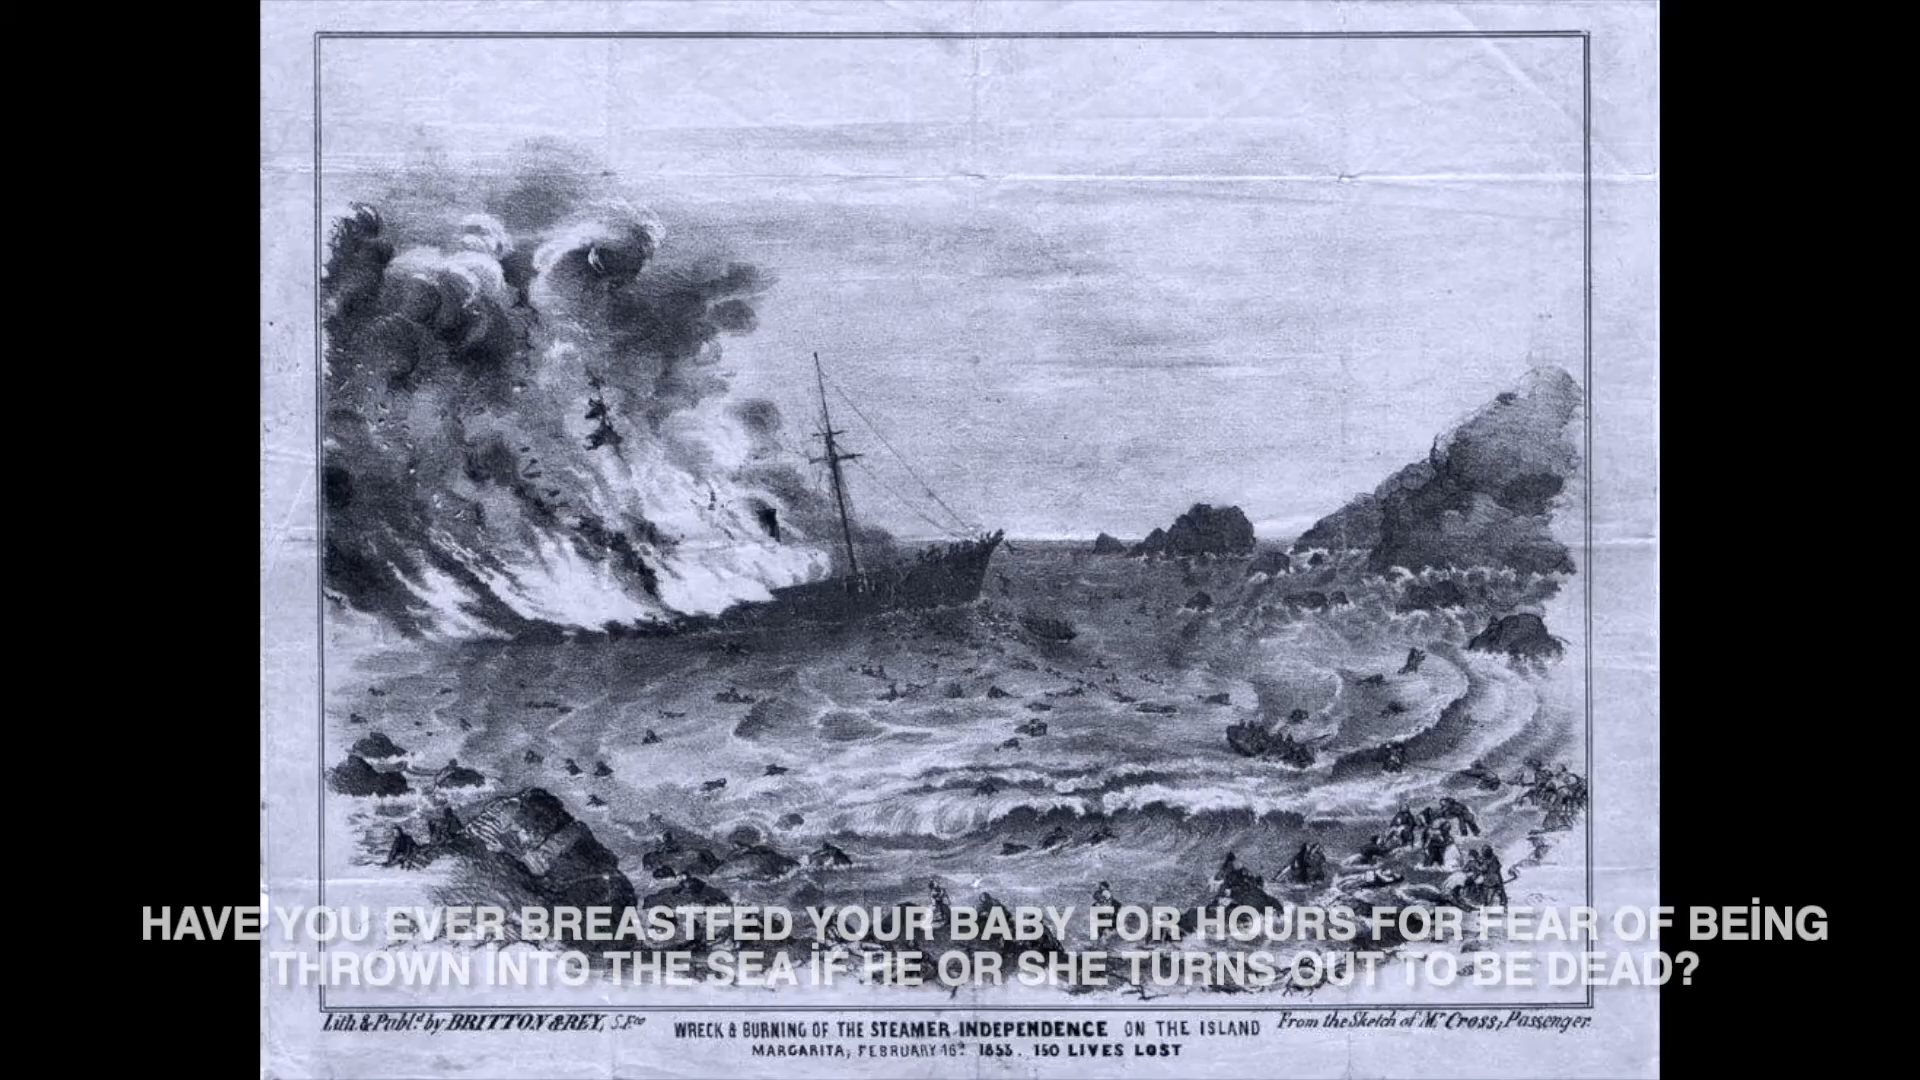 HAVE YOU EVER BREASTFED YOUR BABY FOR HOURS FOR FEAR OF BEİNG
THROWN İNTO THE SEA İF HE OR SHE TURNS OUT TO BE DEAD?
Lith & Publ.d by BRITTON & REY, S.Fco
WRECK & BURNING OF THE STEAMER INDEPENDENCE ON THE ISLAND
From the Sketch of Mr Cross, Passenger
MARGARITA, FEBRUARY 16th 1853. 150 LIVES LOST